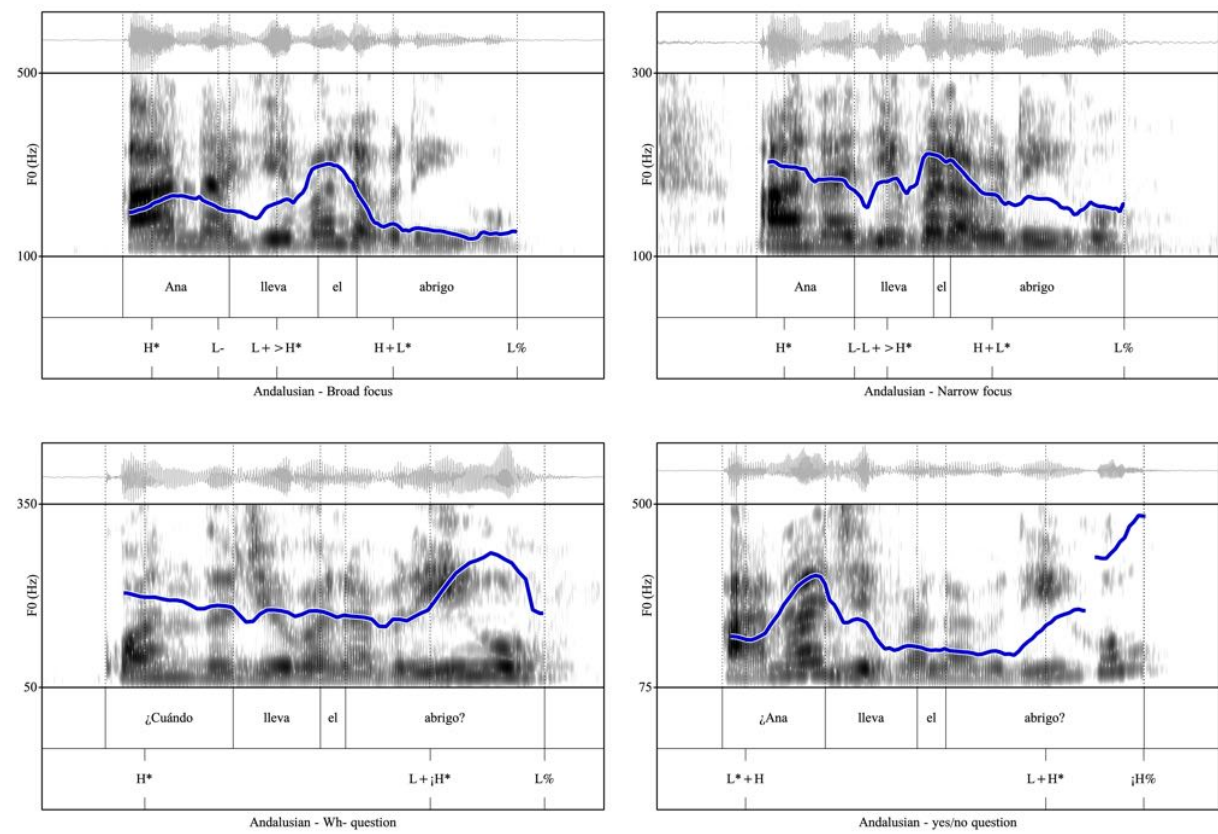 500
F0 (Hz)
100
Ana lleva el abrigo
H* L- L+>H* H+L* L%
Andalusian - Broad focus
300
F0 (Hz)
100
Ana lleva el abrigo
H* L-L+>H* H+L* L%
Andalusian - Narrow focus
350
F0 (Hz)
50
¿Cuándo lleva el abrigo?
H* L+¡H* L%
Andalusian - Wh- question
500
F0 (Hz)
75
¿Ana lleva el abrigo?
L*+H L+H* ¡H%
Andalusian - yes/no question